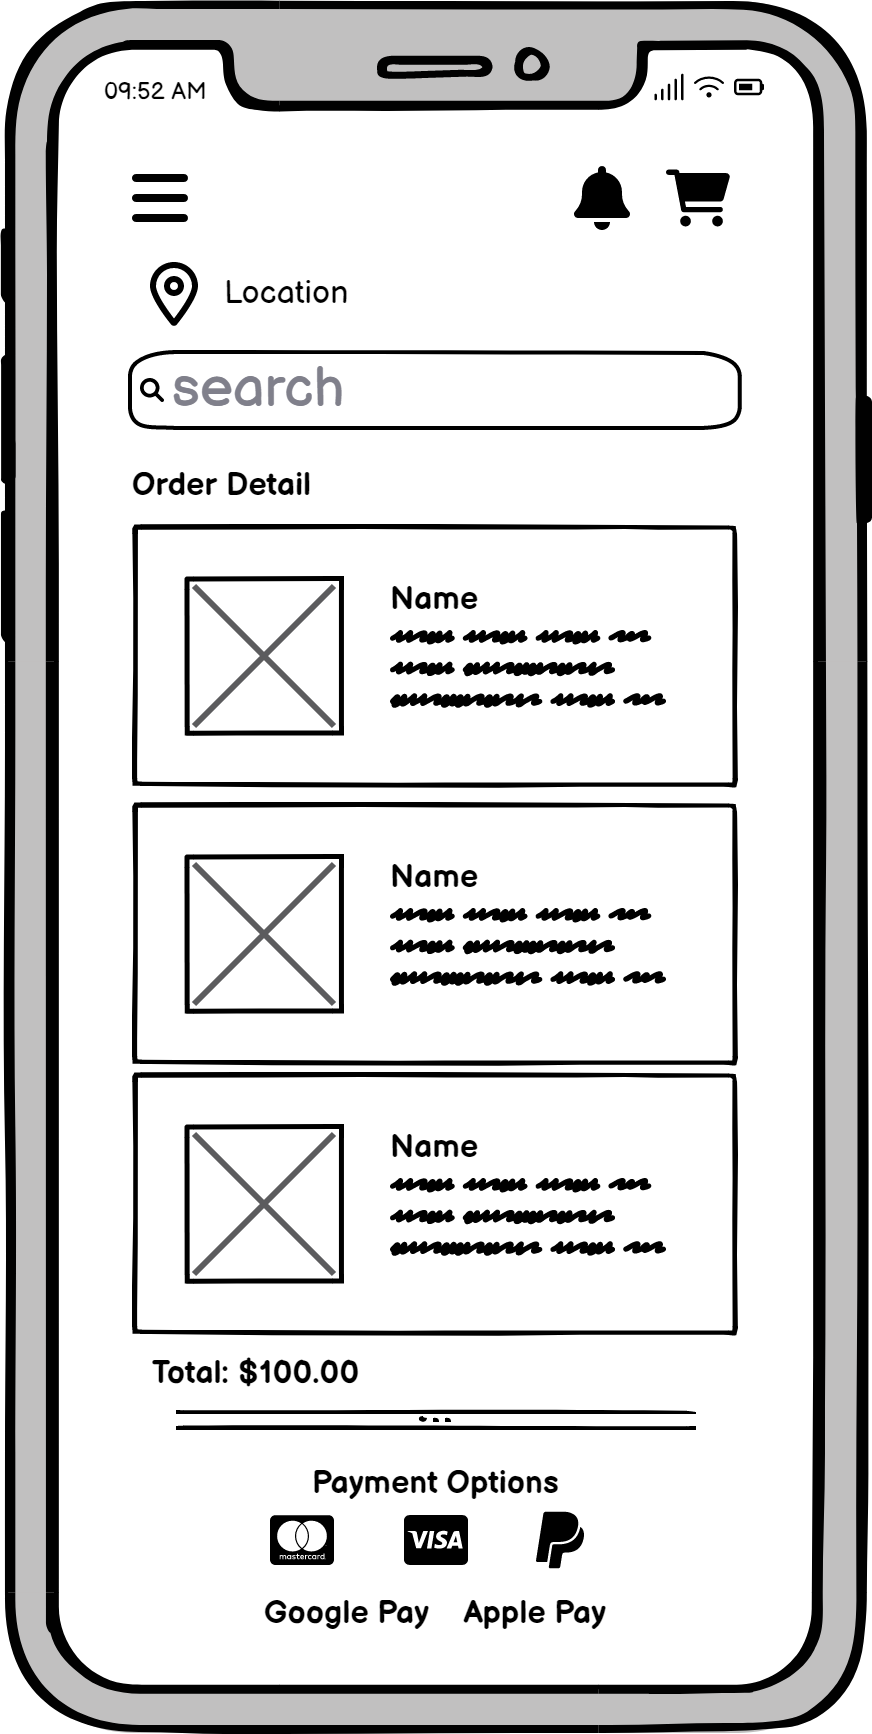 09:52 AM
Location
search
Order Detail
Name
Name
Name
Total: $100.00
Payment Options
mastercard VISA
Google Pay Apple Pay